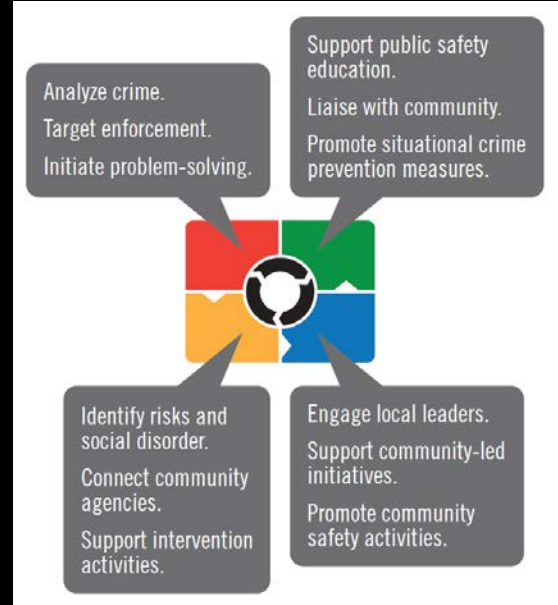 Analyze crime.
Target enforcement.
Initiate problem-solving.
Support public safety
education.
Liaise with community.
Promote situational crime
prevention measures.
Identify risks and
social disorder.
Connect community
agencies.
Support intervention
activities.
Engage local leaders.
Support community-led
initiatives.
Promote community
safety activities.